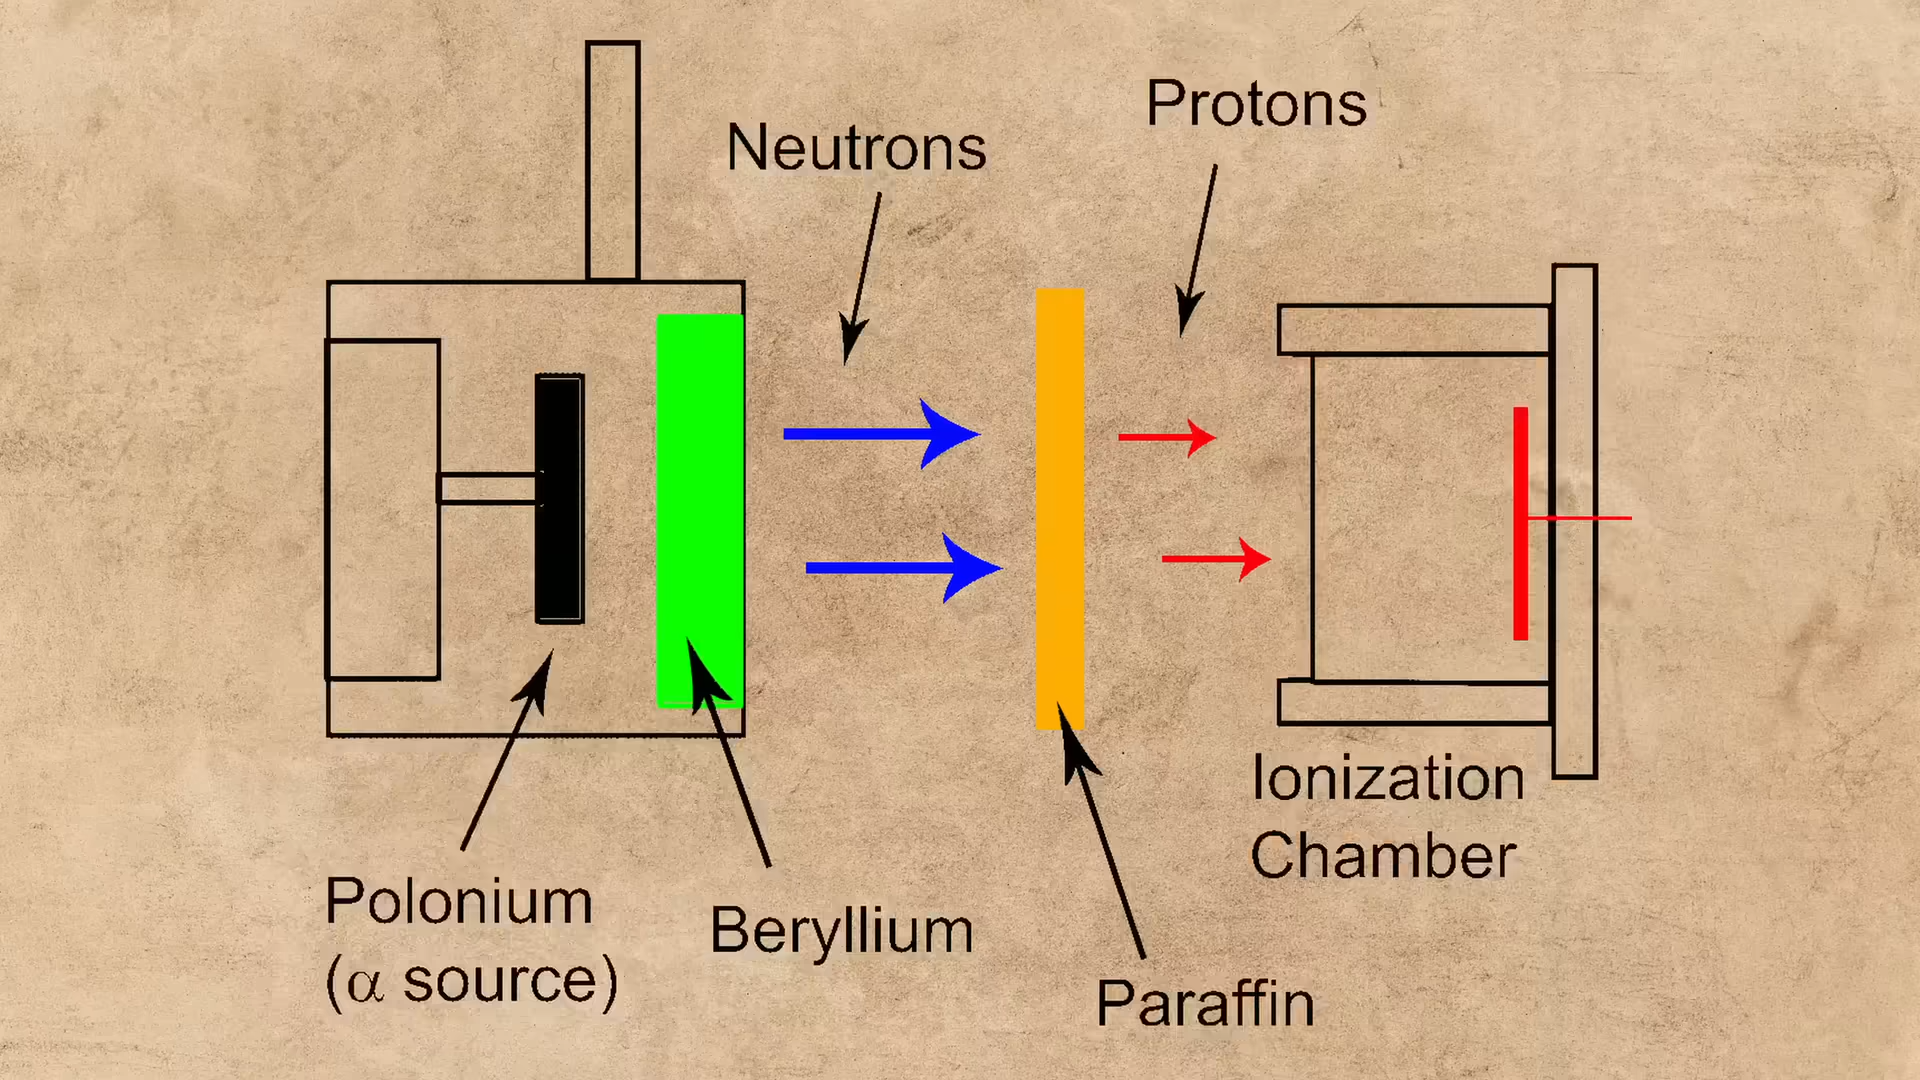 Neutrons
Protons
Polonium
(α source)
Beryllium
Paraffin
Ionization
Chamber